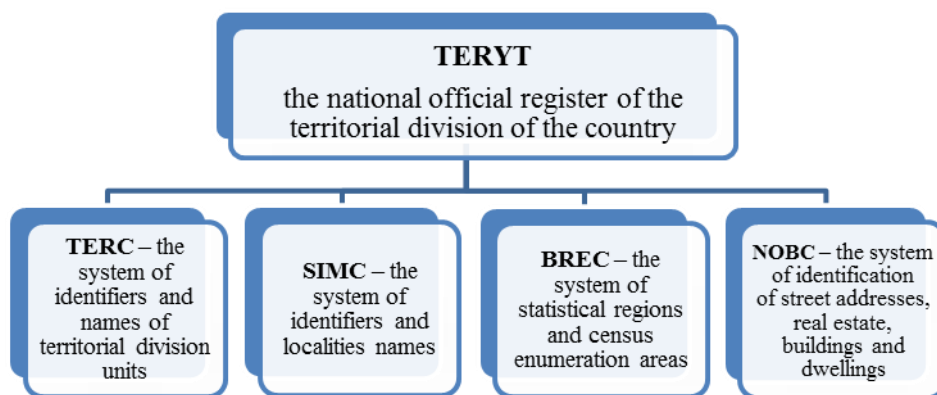 TERYT
the national official register of the
territorial division of the country
TERC – the
system of
identifiers and
names of
territorial division
units
SIMC – the
system of
identifiers and
localities names
BREC – the
system of
statistical regions
and census
enumeration areas
NOBC – the system
of identification
of street addresses,
real estate,
buildings and
dwellings